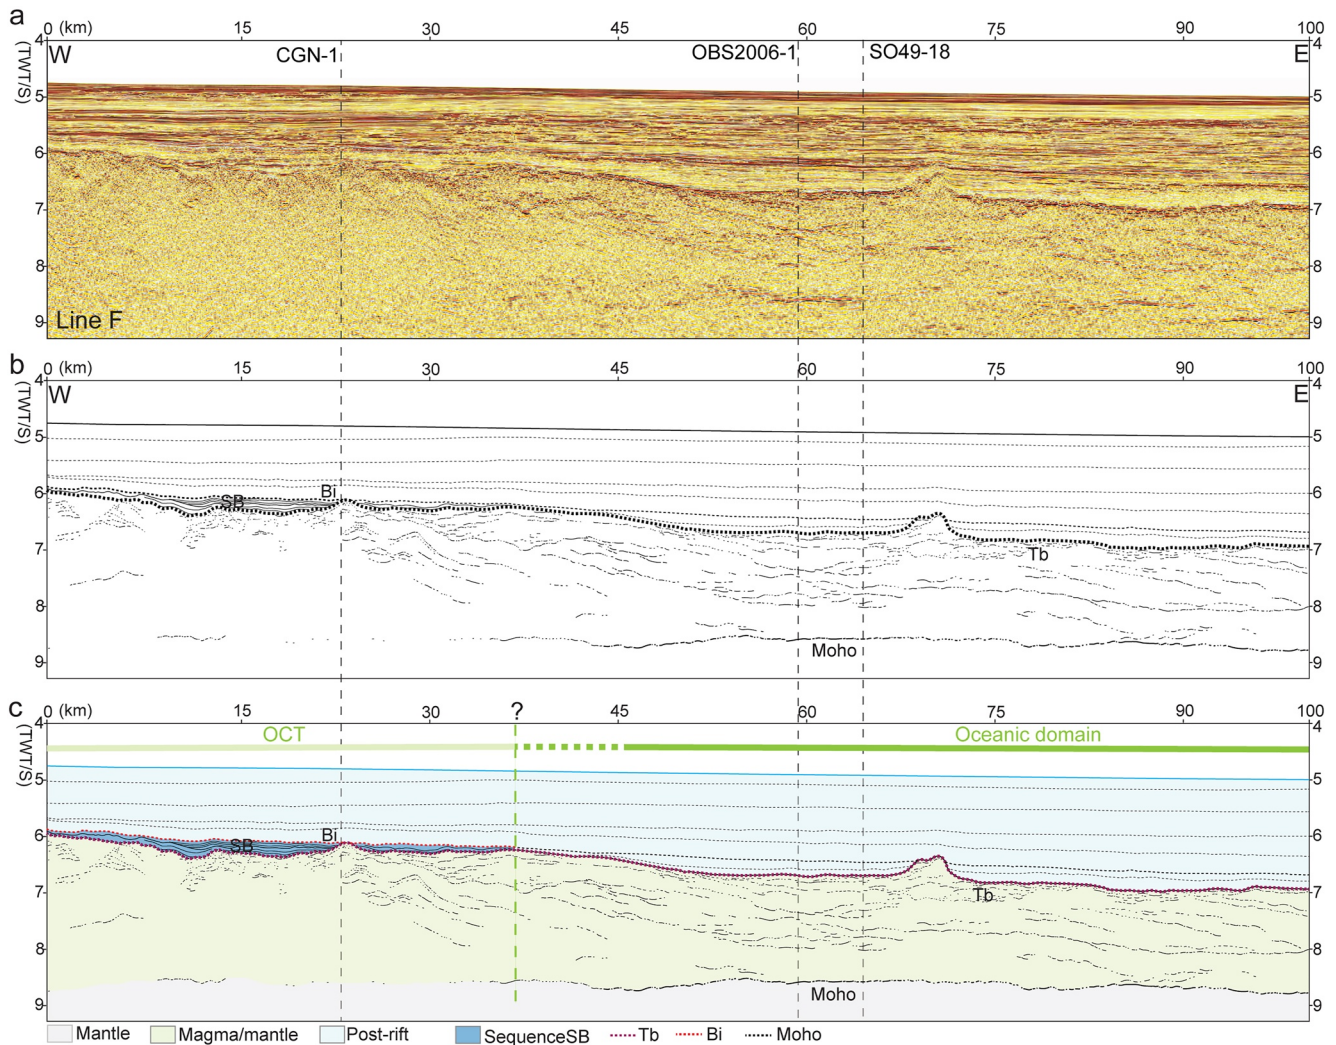 a
0 (km) 15 30 45 60 75 90 100
4 W CGN-1 OBS2006-1 SO49-18 E 4
(TWT/S)
5 5
6 6
7 7
8 8
9 Line F 9
b
0 (km) 15 30 45 60 75 90 100
4 W E 4
(TWT/S)
5 5
6 SB Bi 6
7 Tb 7
8 8
9 Moho 9
c
0 (km) 15 30 ? 45 60 75 90 100
4 4
(TWT/S)
OCT Oceanic domain
5 5
6 SB Bi 6
7 Tb 7
8 8
9 Moho 9
Mantle Magma/mantle Post-rift SequenceSB Tb Bi Moho